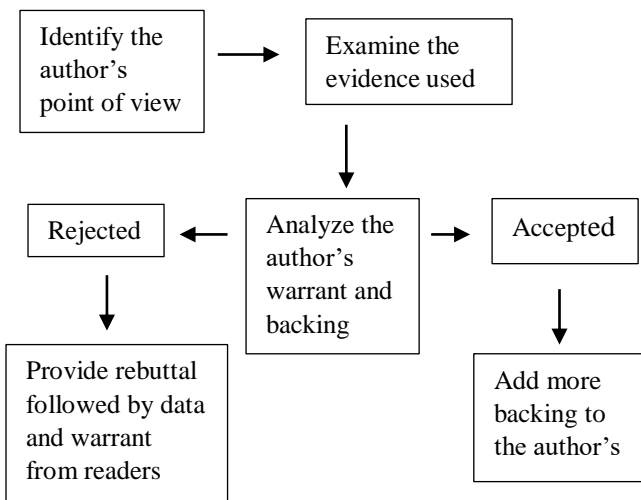 Identify the
author’s
point of view
Examine the
evidence used
Rejected
Analyze the
author’s
warrant and
backing
Accepted
Provide rebuttal
followed by data
and warrant
from readers
Add more
backing to
the author’s